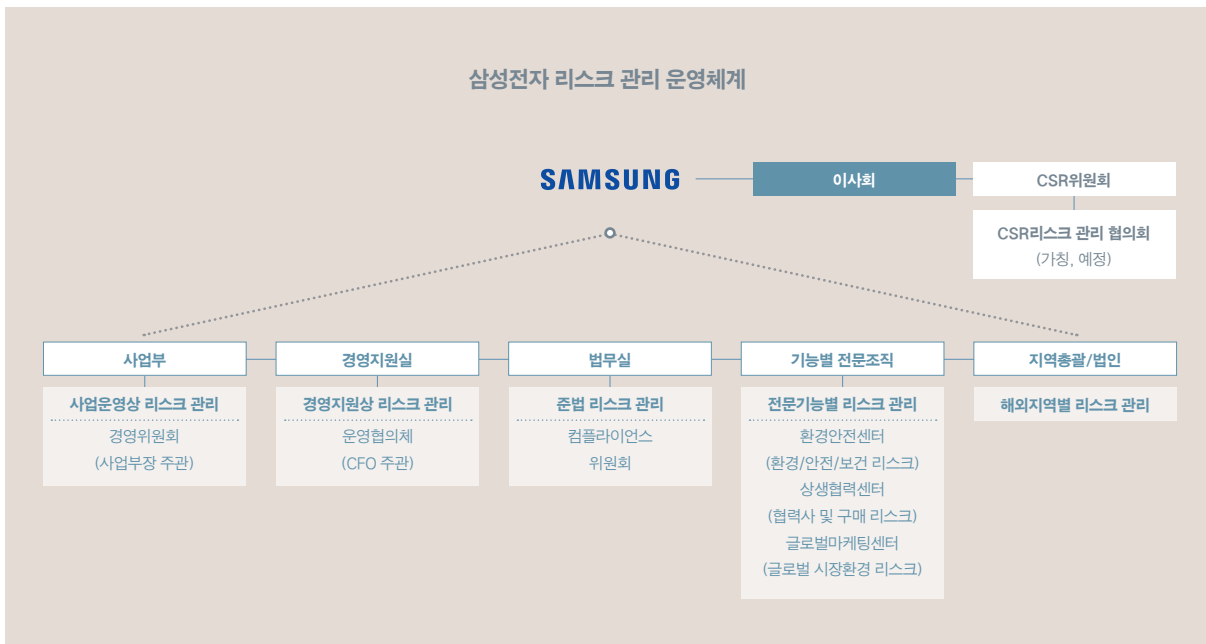 삼성전자 리스크 관리 운영체계
SAMSUNG
이사회
CSR위원회
CSR리스크 관리 협의회
(가칭, 예정)
사업부
사업운영상 리스크 관리
경영위원회
(사업부장 주관)
경영지원실
경영지원상 리스크 관리
운영협의체
(CFO 주관)
법무실
준법 리스크 관리
컴플라이언스
위원회
기능별 전문조직
전문기능별 리스크 관리
환경안전센터
(환경/안전/보건 리스크)
상생협력센터
(협력사 및 구매 리스크)
글로벌마케팅센터
(글로벌 시장환경 리스크)
지역총괄/법인
해외지역별 리스크 관리